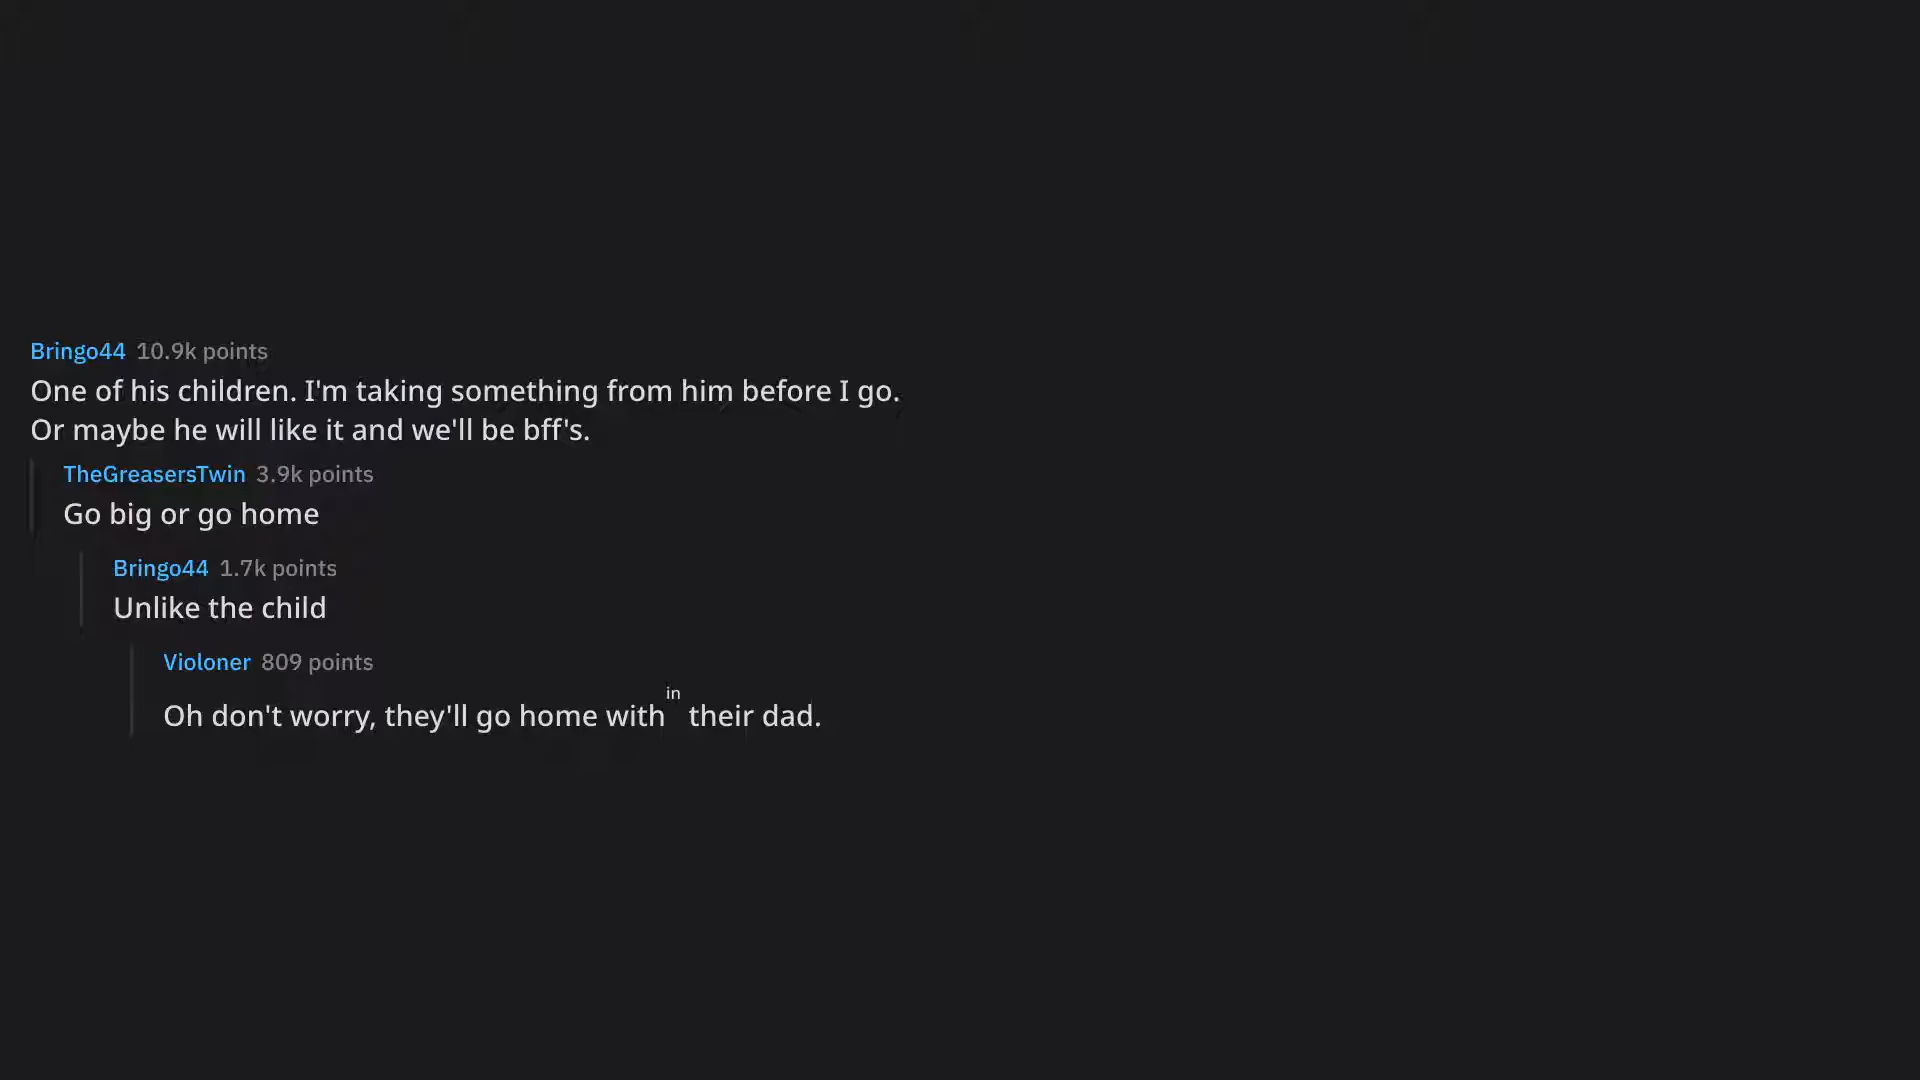 Bringo44 10.9k points
One of his children. I'm taking something from him before I go.
Or maybe he will like it and we'll be bff's.
TheGreasersTwin 3.9k points
Go big or go home
Bringo44 1.7k points
Unlike the child
Violoner 809 points
Oh don't worry, they'll go home within their dad.